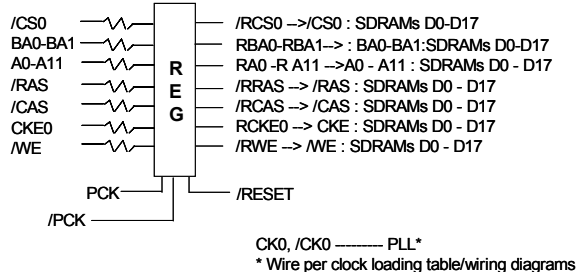 /CS0 /RCS0 -->/CS0 : SDRAMs D0-D17
BA0-BA1 RBA0-RBA1--> : BA0-BA1:SDRAMs D0-D17
A0-A11 RA0 -R A11 -->A0 - A11 : SDRAMs D0 - D17
/RAS /RRAS --> /RAS : SDRAMs D0 - D17
/CAS /RCAS --> /CAS : SDRAMs D0 - D17
CKE0 RCKE0 --> CKE : SDRAMs D0 - D17
/WE /RWE --> /WE : SDRAMs D0 - D17
R
E
G
PCK /RESET
/PCK
CK0, /CK0 --------- PLL*
* Wire per clock loading table/wiring diagrams